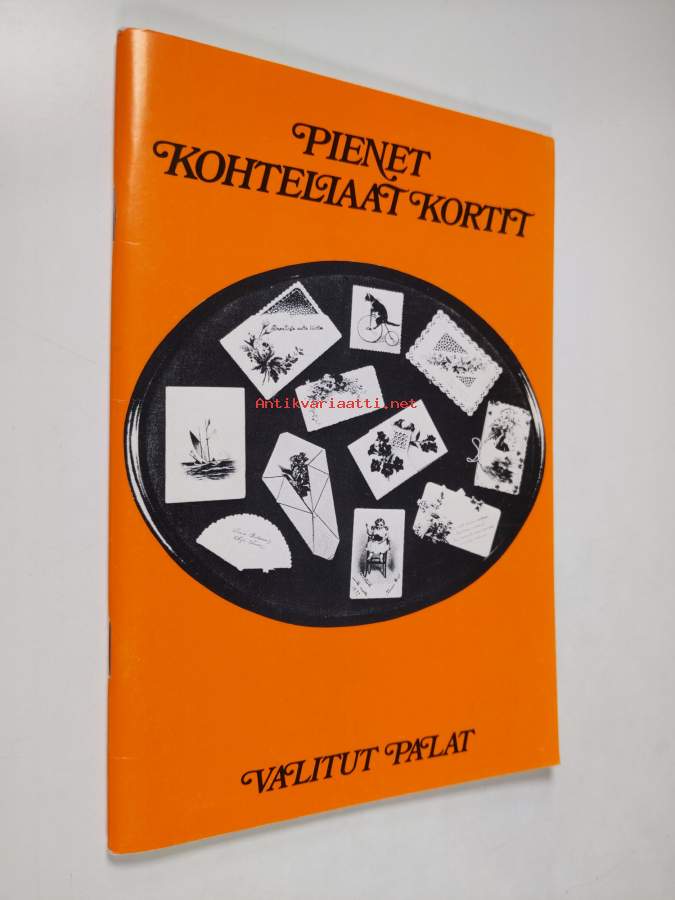 PIENET
KOHTELIAAT KORTIT
Antikvariaatti.net
VALITUT PALAT